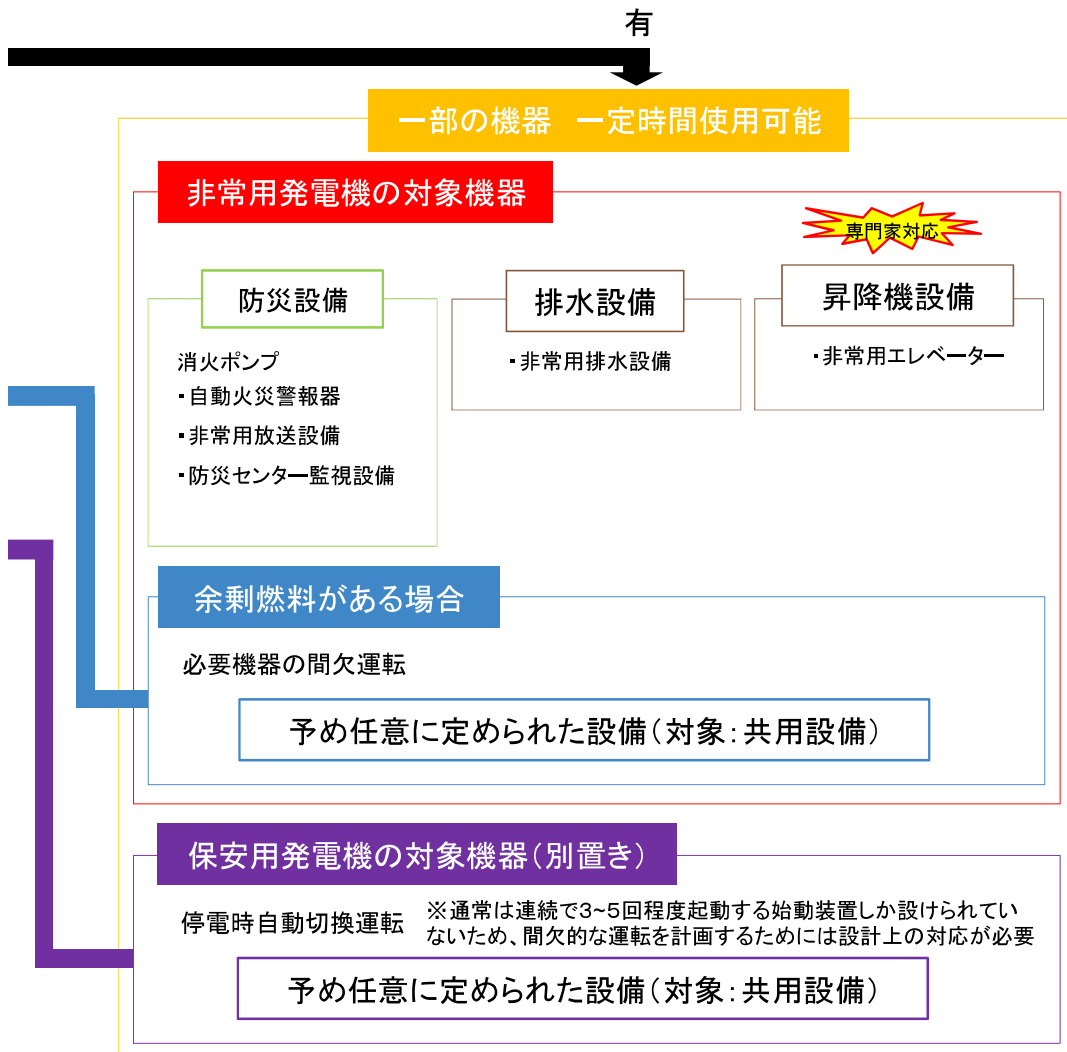 有
一部の機器　一定時間使用可能
非常用発電機の対象機器
専門家対応
防災設備
消火ポンプ
・自動火災警報器
・非常用放送設備
・防災センター監視設備
排水設備
・非常用排水設備
昇降機設備
・非常用エレベーター
余剰燃料がある場合
必要機器の間欠運転
予め任意に定められた設備（対象：共用設備）
保安用発電機の対象機器（別置き）
停電時自動切換運転
※通常は連続で3~5回程度起動する始動装置しか設けられてい
ないため、間欠的な運転を計画するためには設計上の対応が必要
予め任意に定められた設備（対象：共用設備）